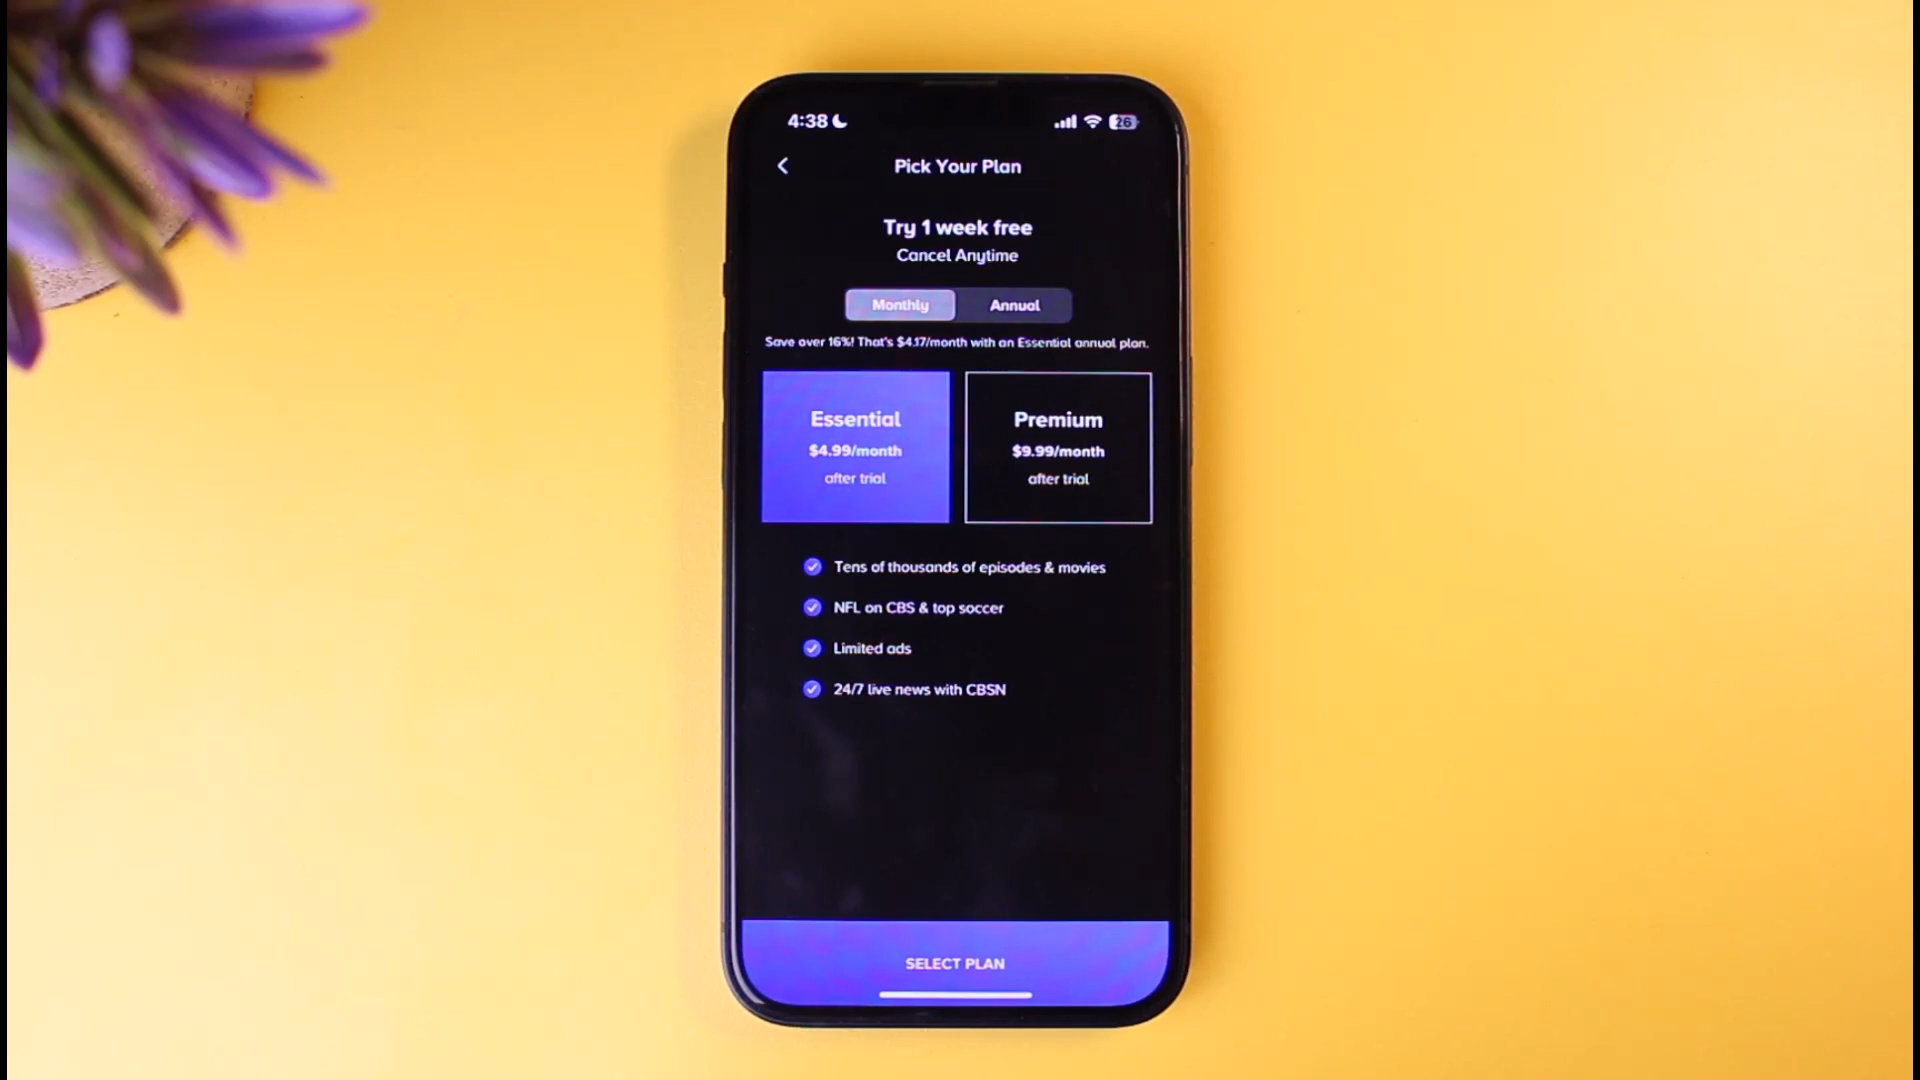 4:38
26
Pick Your Plan
Try 1 week free
Cancel Anytime
Monthly Annual
Save over 16%! That's $4.17/month with an Essential annual plan.
Essential
$4.99/month
after trial
Premium
$9.99/month
after trial
Tens of thousands of episodes & movies
NFL on CBS & top soccer
Limited ads
24/7 live news with CBSN
SELECT PLAN